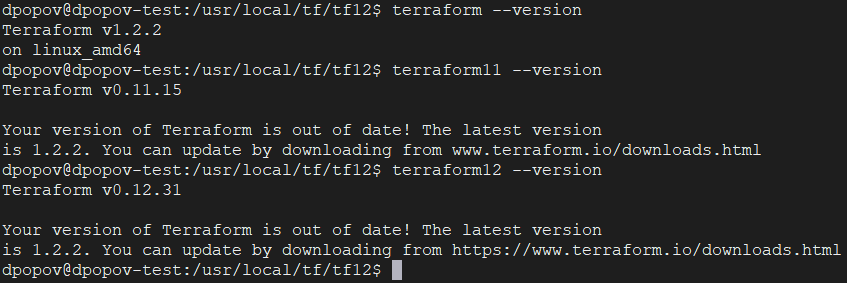 dpopov@dpopov-test:/usr/local/tf/tf12$ terraform --version
Terraform v1.2.2
on linux_amd64
dpopov@dpopov-test:/usr/local/tf/tf12$ terraform11 --version
Terraform v0.11.15
Your version of Terraform is out of date! The latest version
is 1.2.2. You can update by downloading from www.terraform.io/downloads.html
dpopov@dpopov-test:/usr/local/tf/tf12$ terraform12 --version
Terraform v0.12.31
Your version of Terraform is out of date! The latest version
is 1.2.2. You can update by downloading from https://www.terraform.io/downloads.html
dpopov@dpopov-test:/usr/local/tf/tf12$